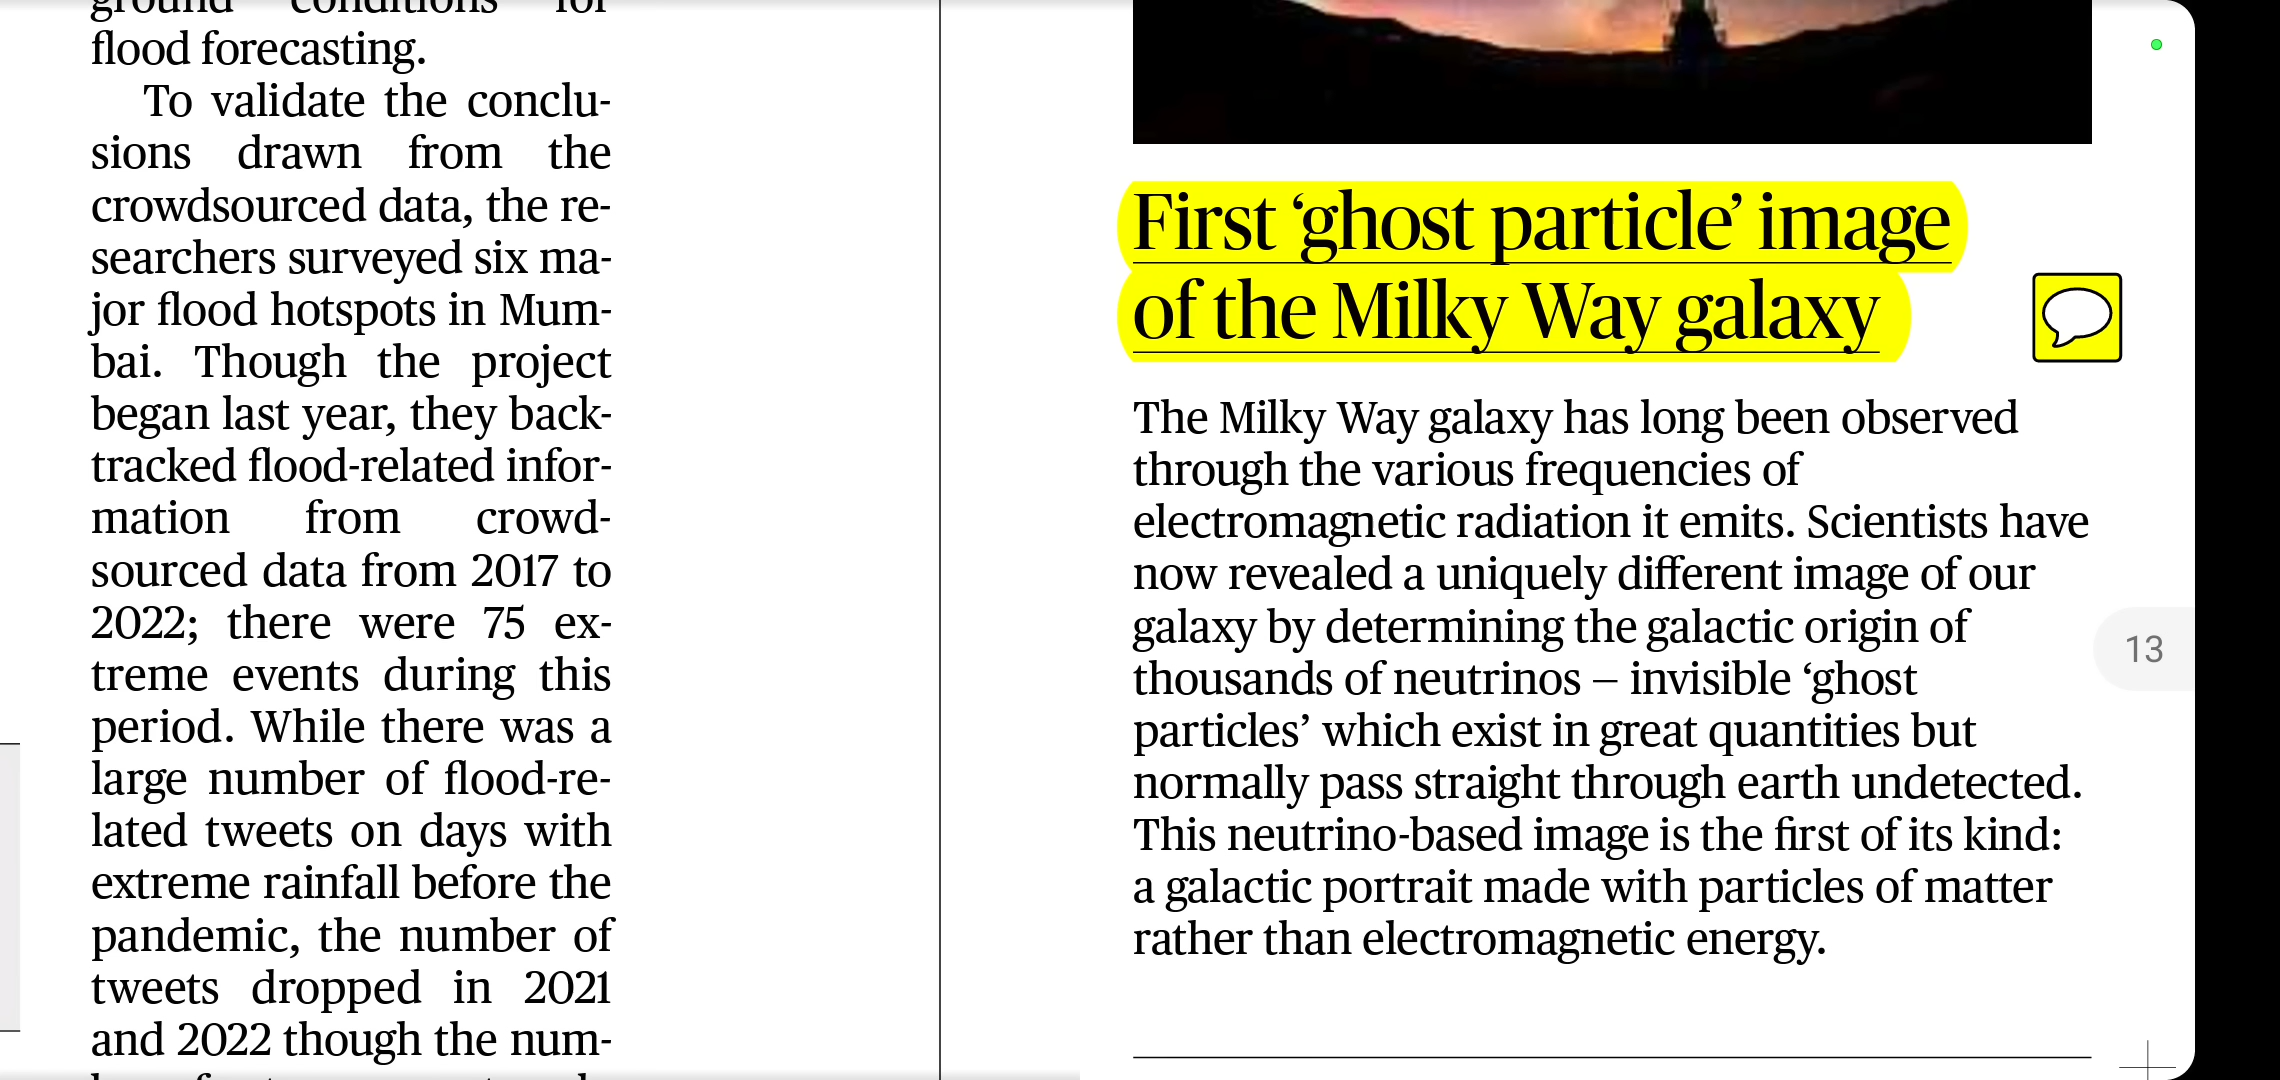 ground conditions for
flood forecasting.
To validate the conclu-
sions drawn from the
crowdsourced data, the re-
searchers surveyed six ma-
jor flood hotspots in Mum-
bai. Though the project
began last year, they back-
tracked flood-related infor-
mation from crowd-
sourced data from 2017 to
2022; there were 75 ex-
treme events during this
period. While there was a
large number of flood-re-
lated tweets on days with
extreme rainfall before the
pandemic, the number of
tweets dropped in 2021
and 2022 though the num-
First ‘ghost particle’ image
of the Milky Way galaxy
The Milky Way galaxy has long been observed
through the various frequencies of
electromagnetic radiation it emits. Scientists have
now revealed a uniquely different image of our
galaxy by determining the galactic origin of
thousands of neutrinos – invisible ‘ghost
particles’ which exist in great quantities but
normally pass straight through earth undetected.
This neutrino-based image is the first of its kind:
a galactic portrait made with particles of matter
rather than electromagnetic energy.
13